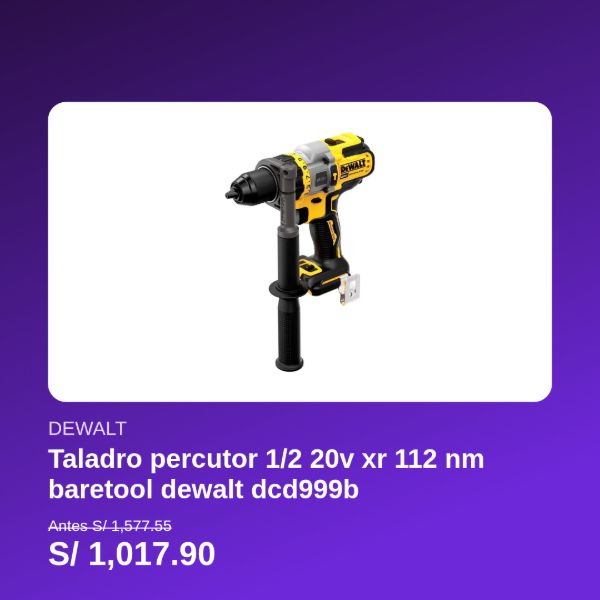 DEWALT
DEWALT
Taladro percutor 1/2 20v xr 112 nm
baretool dewalt dcd999b
Antes S/ 1,577.55
S/ 1,017.90